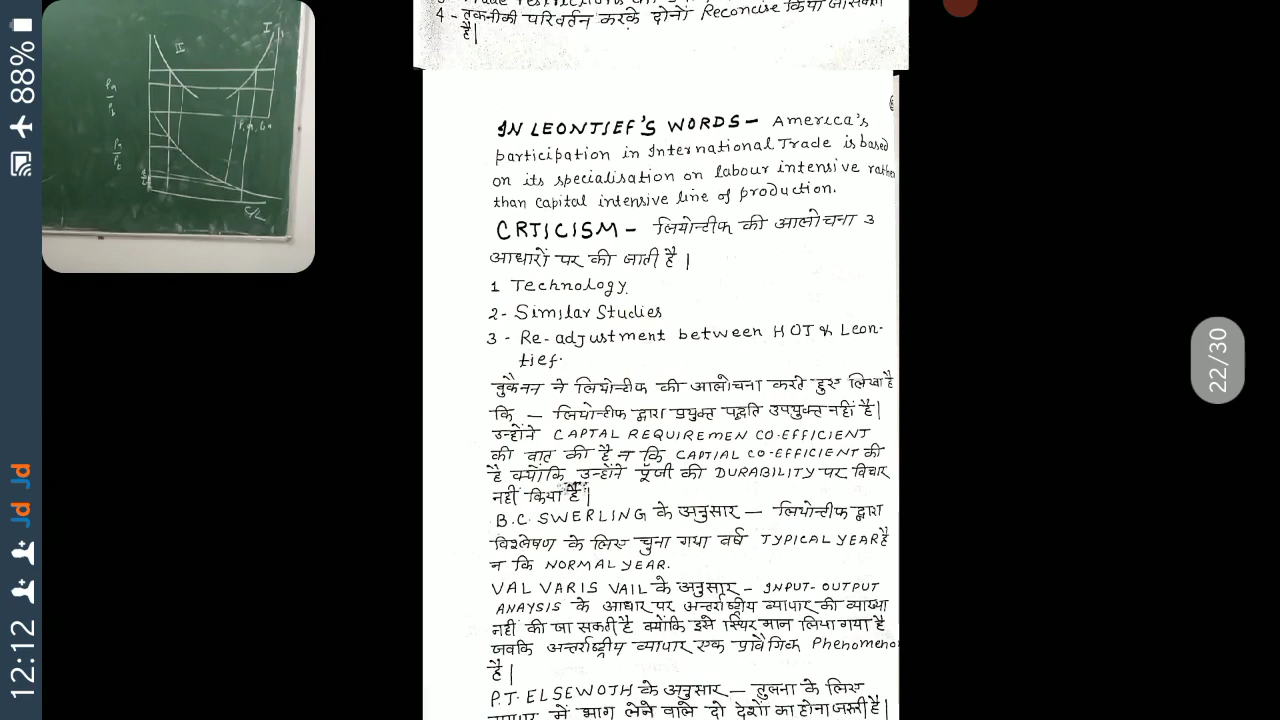 4 - तकनीकी परिवर्तन करके दोनों Reconcise किया जा सकता
है|
IN LEONTIEF'S WORDS – America's
participation in International Trade is based
on its specialisation on labour intensive rather
than capital intensive line of production.
CRTICISM – लियोन्टीफ की आलोचना 3
आधारों पर की जाती है |
1 Technology.
2- Similar Studies
3 - Re-adjustment between HOT & Leon-
tief.
वुकैनन ने लियोन्टीफ की आलोचना करते हुए लिखा है
कि – लियोन्टीफ द्वारा प्रयुक्त पद्धति उपयुक्त नहीं है|
उन्होंने CAPTAL REQUIREMEN CO-EFFICIENT
की बात की है न कि CAPTIAL CO-EFFICIENT की
है क्योंकि उन्होंने पूँजी की DURABILITY पर विचार
नहीं किया है|
B.C. SWERLING के अनुसार – लियोन्टीफ द्वारा
विश्लेषण के लिए चुना गया वर्ष TYPICAL YEAR है
न कि NORMAL YEAR.
VAL VARIS VAIL के अनुसार – INPUT-OUTPUT
ANAYSIS के आधार पर अन्तर्राष्ट्रीय व्यापार की व्याख्या
नहीं की जा सकती है क्योंकि इसे स्थिर मान लिया गया है
जबकि अन्तर्राष्ट्रीय व्यापार एक प्रावैगिक Phenomenon
है|
P.T. ELSEWOTH के अनुसार – तुलना के लिए
व्यापार में भाग लेने वाले दो देशों का होना जरूरी है|
22/30
12:12
Jd Jd
88%
II
I
C/L